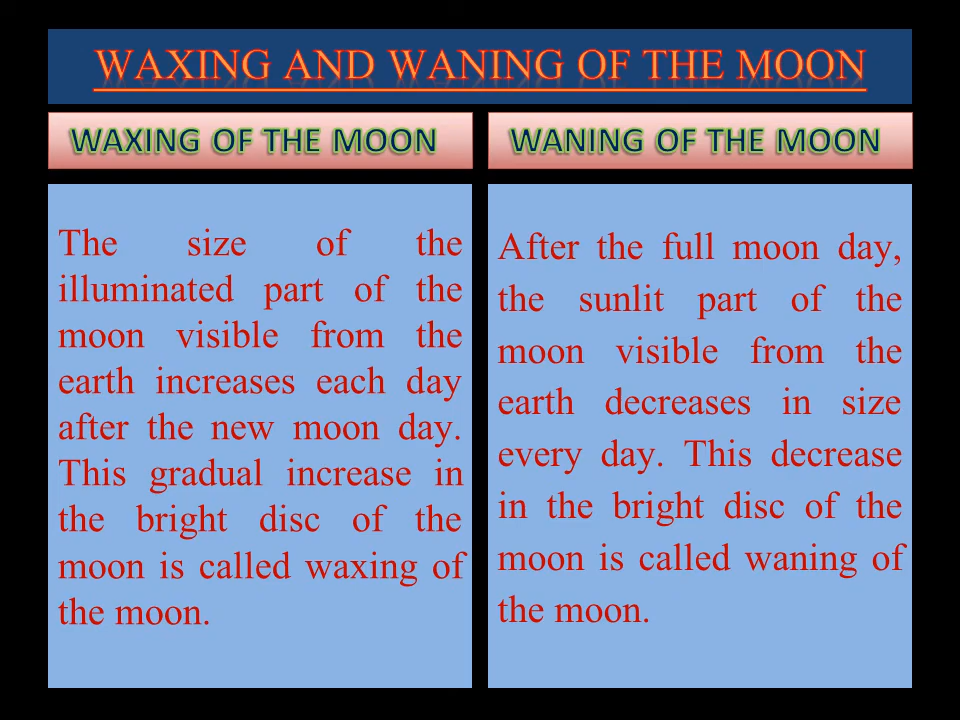 WAXING AND WANING OF THE MOON
WAXING OF THE MOON
The size of the
illuminated part of the
moon visible from the
earth increases each day
after the new moon day.
This gradual increase in
the bright disc of the
moon is called waxing of
the moon.
WANING OF THE MOON
After the full moon day,
the sunlit part of the
moon visible from the
earth decreases in size
every day. This decrease
in the bright disc of the
moon is called waning of
the moon.